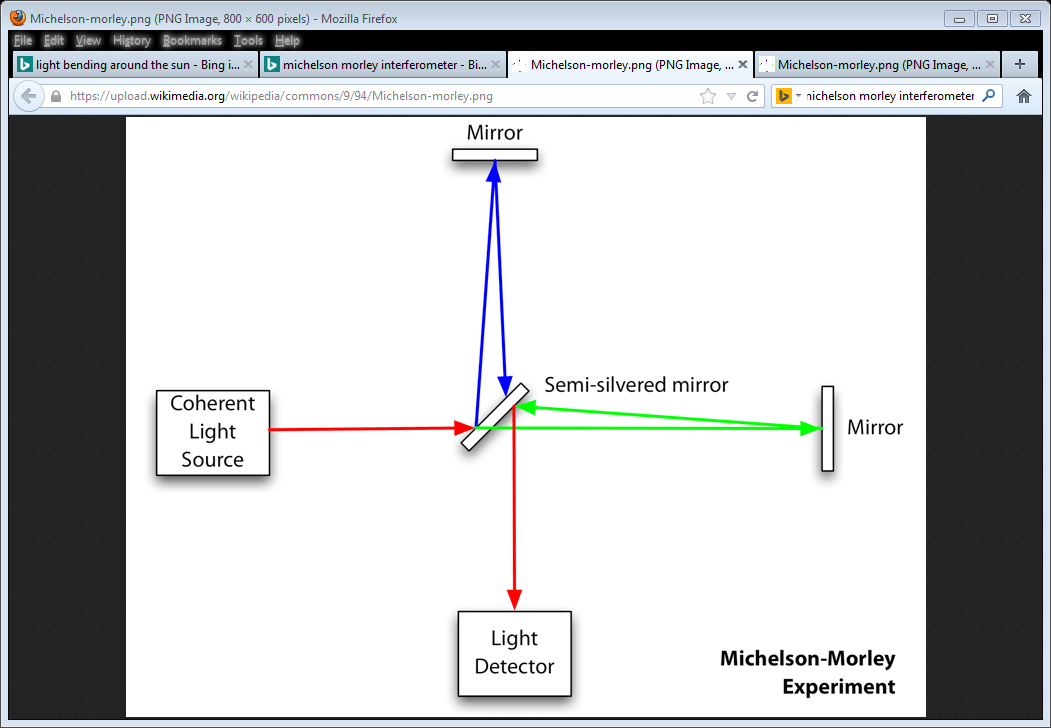 Michelson-morley.png (PNG Image, 800 × 600 pixels) - Mozilla Firefox
File Edit View History Bookmarks Tools Help
light bending around the sun - Bing i... michelson morley interferometer - Bi... Michelson-morley.png (PNG Image, ... Michelson-morley.png (PNG Image, ...
https://upload.wikimedia.org/wikipedia/commons/9/94/Michelson-morley.png michelson morley interferometer
Mirror
Semi-silvered mirror
Coherent
Light
Source
Mirror
Light
Detector
Michelson-Morley
Experiment